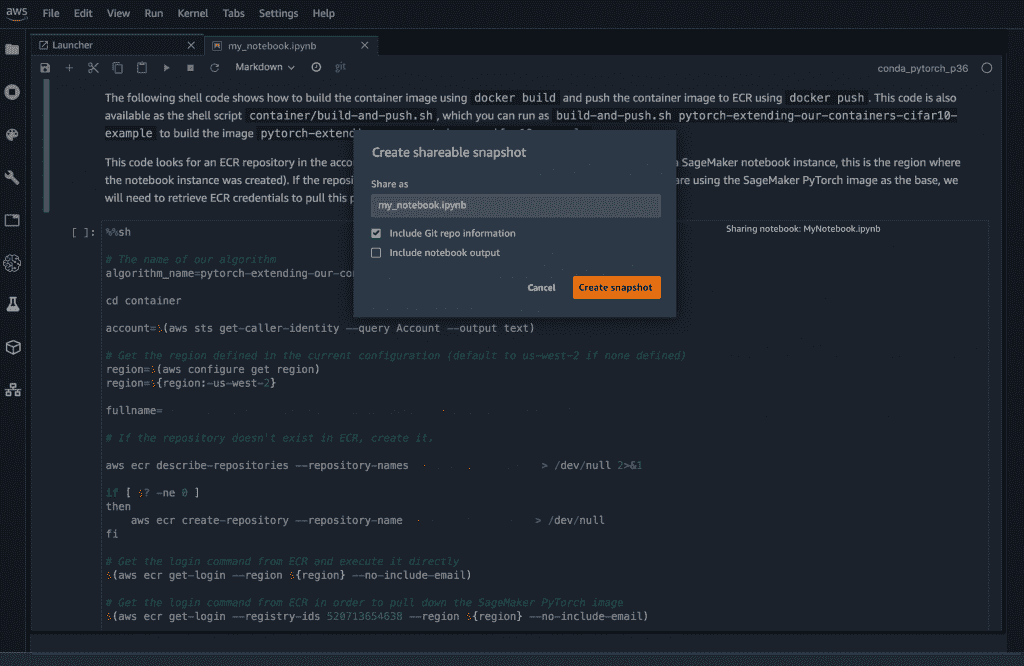 aws File Edit View Run Kernel Tabs Settings Help
Launcher
my_notebook.ipynb
Markdown
git
conda_pytorch_p36
The following shell code shows how to build the container image using docker build and push the container image to ECR using docker push. This code is also
available as the shell script container/build-and-push.sh, which you can run as build-and-push.sh pytorch-extending-our-containers-cifar10-
example to build the image
This code looks for an ECR repository in the SageMaker notebook instance, this is the region where
the notebook instance was created). If the are using the SageMaker PyTorch image as the base, we
will need to retrieve ECR credentials to pull this
Create shareable snapshot
Share as
my_notebook.ipynb
Include Git repo information
Include notebook output
Cancel
Create snapshot
Sharing notebook: MyNotebook.ipynb
[ ]: %%sh
# The name of our algorithm
algorithm_name=pytorch-extending-our-
cd container
account=$(aws sts get-caller-identity --query Account --output text)
# Get the region defined in the current configuration (default to us-west-2 if none defined)
region=$(aws configure get region)
region=${region:-us-west-2}
fullname=
# If the repository doesn't exist in ECR, create it.
aws ecr describe-repositories --repository-names > /dev/null 2>&1
if [ $? -ne 0 ]
then
aws ecr create-repository --repository-name > /dev/null
fi
# Get the login command from ECR and execute it directly
$(aws ecr get-login --region ${region} --no-include-email)
# Get the login command from ECR in order to pull down the SageMaker PyTorch image
$(aws ecr get-login --registry-ids 520713654638 --region ${region} --no-include-email)